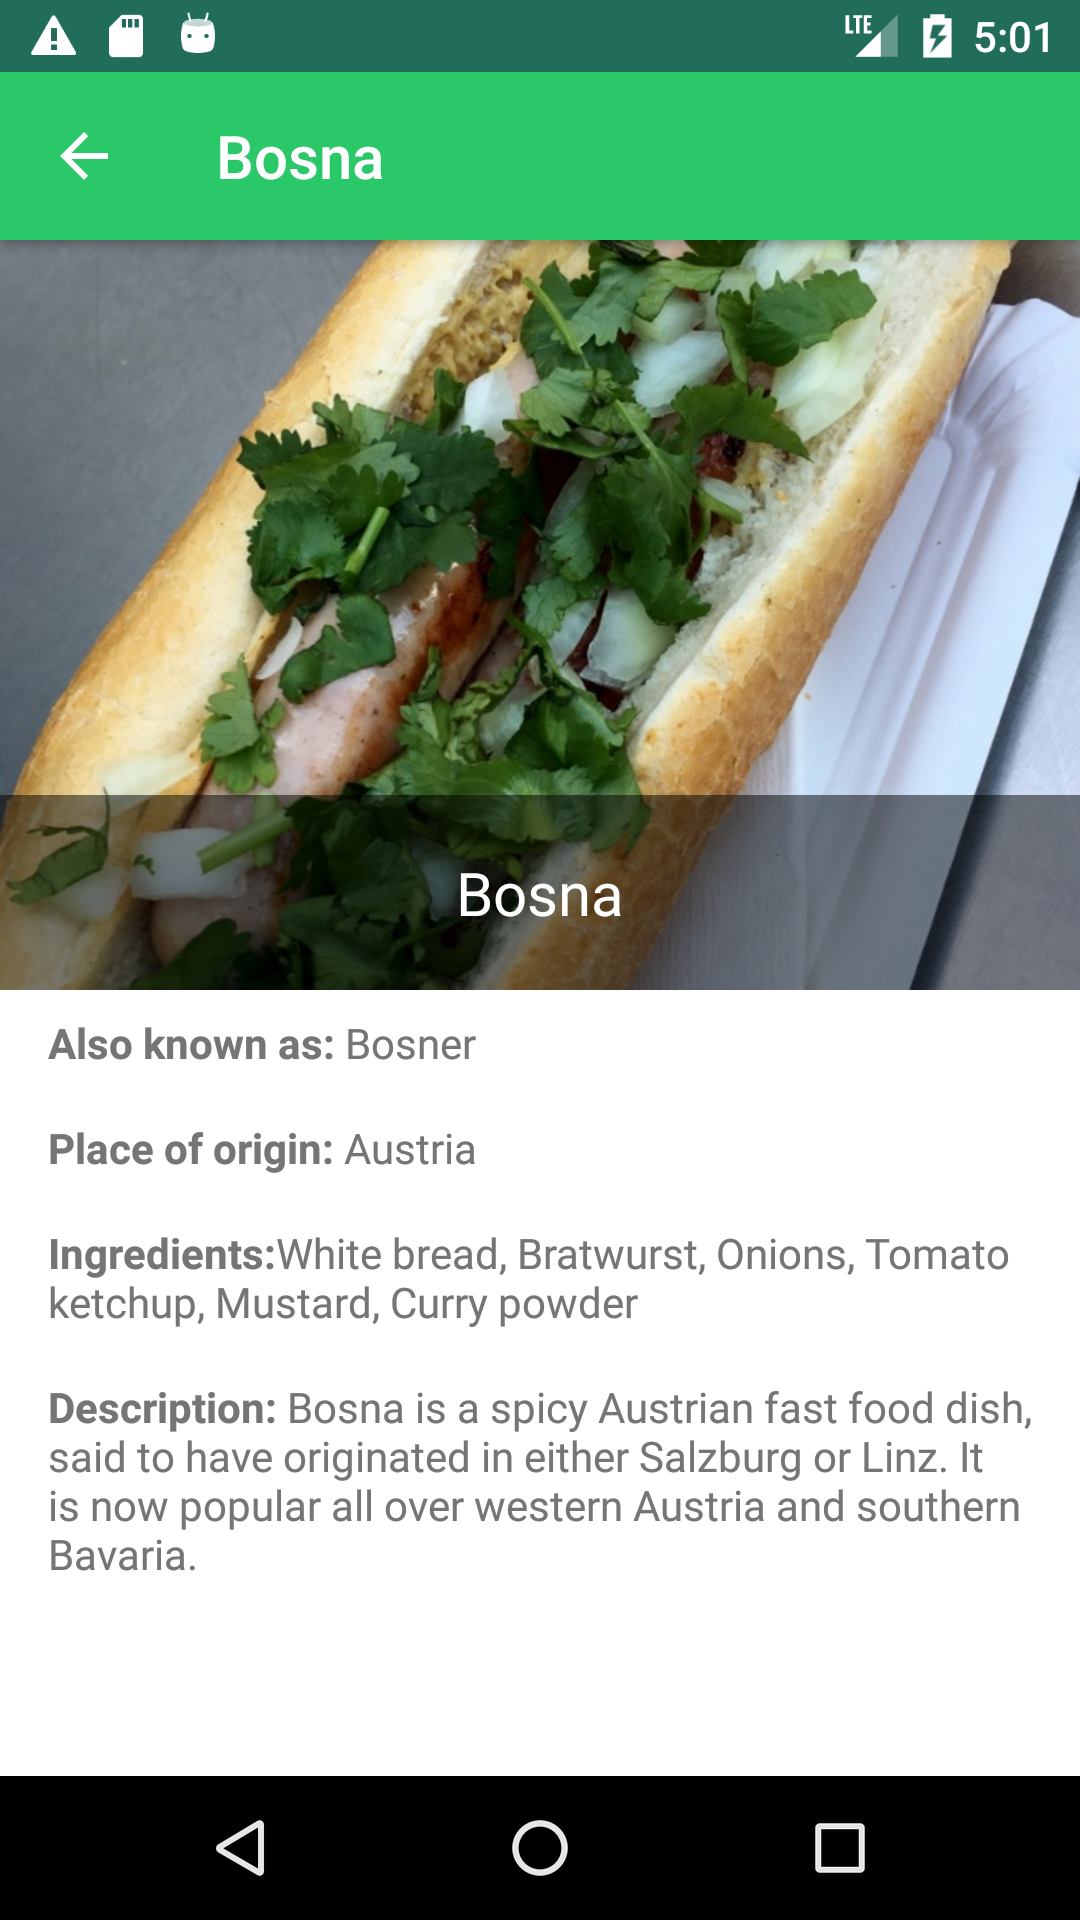 LTE 5:01
Bosna
Bosna
Also known as: Bosner
Place of origin: Austria
Ingredients:White bread, Bratwurst, Onions, Tomato
ketchup, Mustard, Curry powder
Description: Bosna is a spicy Austrian fast food dish,
said to have originated in either Salzburg or Linz. It
is now popular all over western Austria and southern
Bavaria.